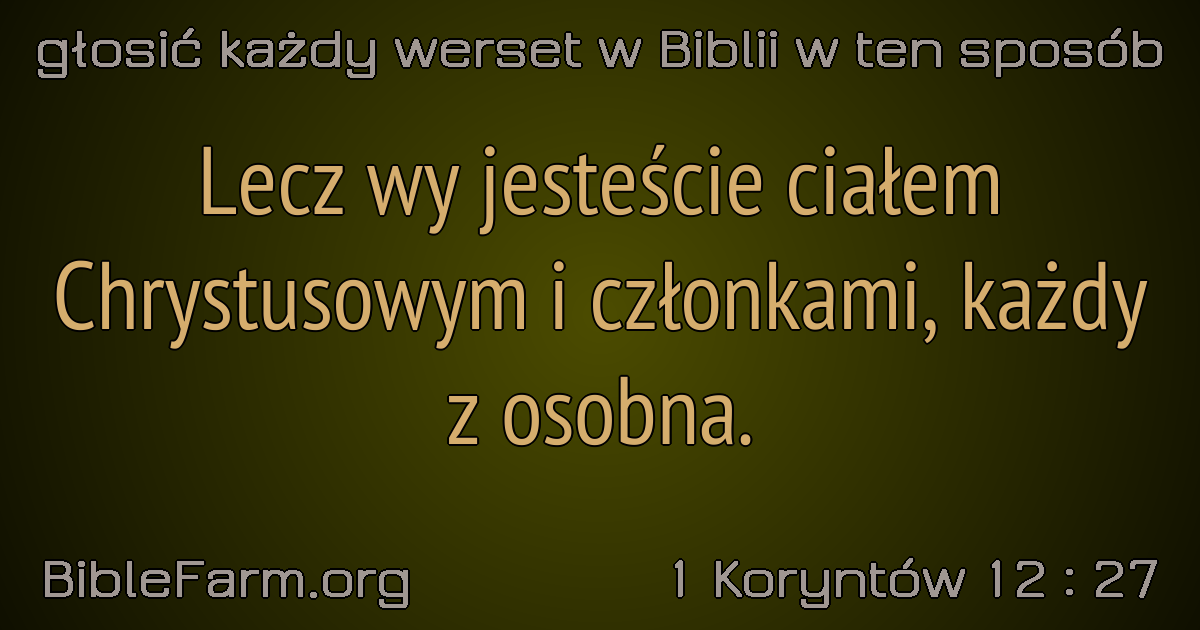 głosić każdy werset w Biblii w ten sposób
Lecz wy jesteście ciałem
Chrystusowym i członkami, każdy
z osobna.
BibleFarm.org
1 Koryntów 12 : 27